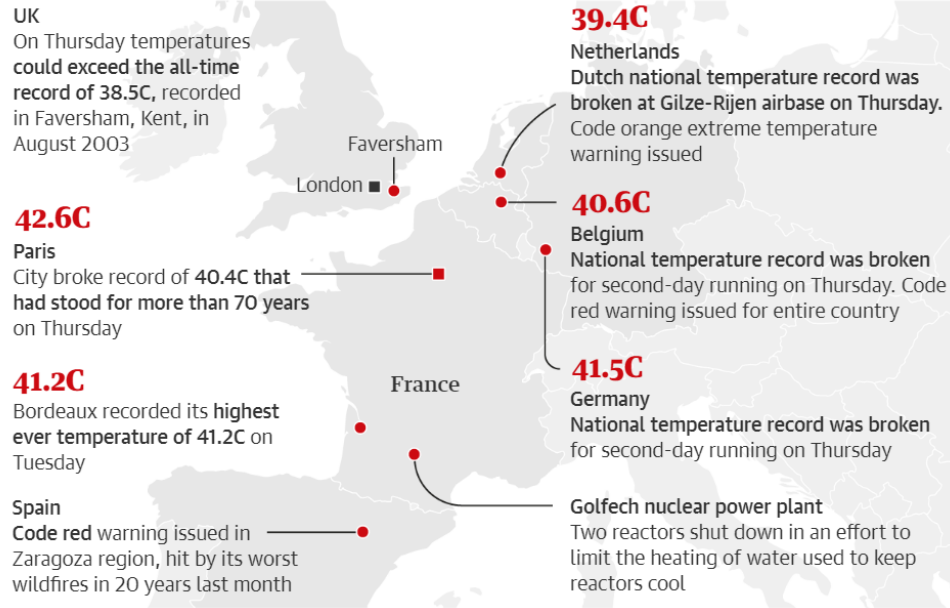 UK
On Thursday temperatures
could exceed the all-time
record of 38.5C, recorded
in Faversham, Kent, in
August 2003
Faversham
London
42.6C
Paris
City broke record of 40.4C that
had stood for more than 70 years
on Thursday
41.2C
Bordeaux recorded its highest
ever temperature of 41.2C on
Tuesday
France
Spain
Code red warning issued in
Zaragoza region, hit by its worst
wildfires in 20 years last month
39.4C
Netherlands
Dutch national temperature record was
broken at Gilze-Rijen airbase on Thursday.
Code orange extreme temperature
warning issued
40.6C
Belgium
National temperature record was broken
for second-day running on Thursday. Code
red warning issued for entire country
41.5C
Germany
National temperature record was broken
for second-day running on Thursday
Golfech nuclear power plant
Two reactors shut down in an effort to
limit the heating of water used to keep
reactors cool